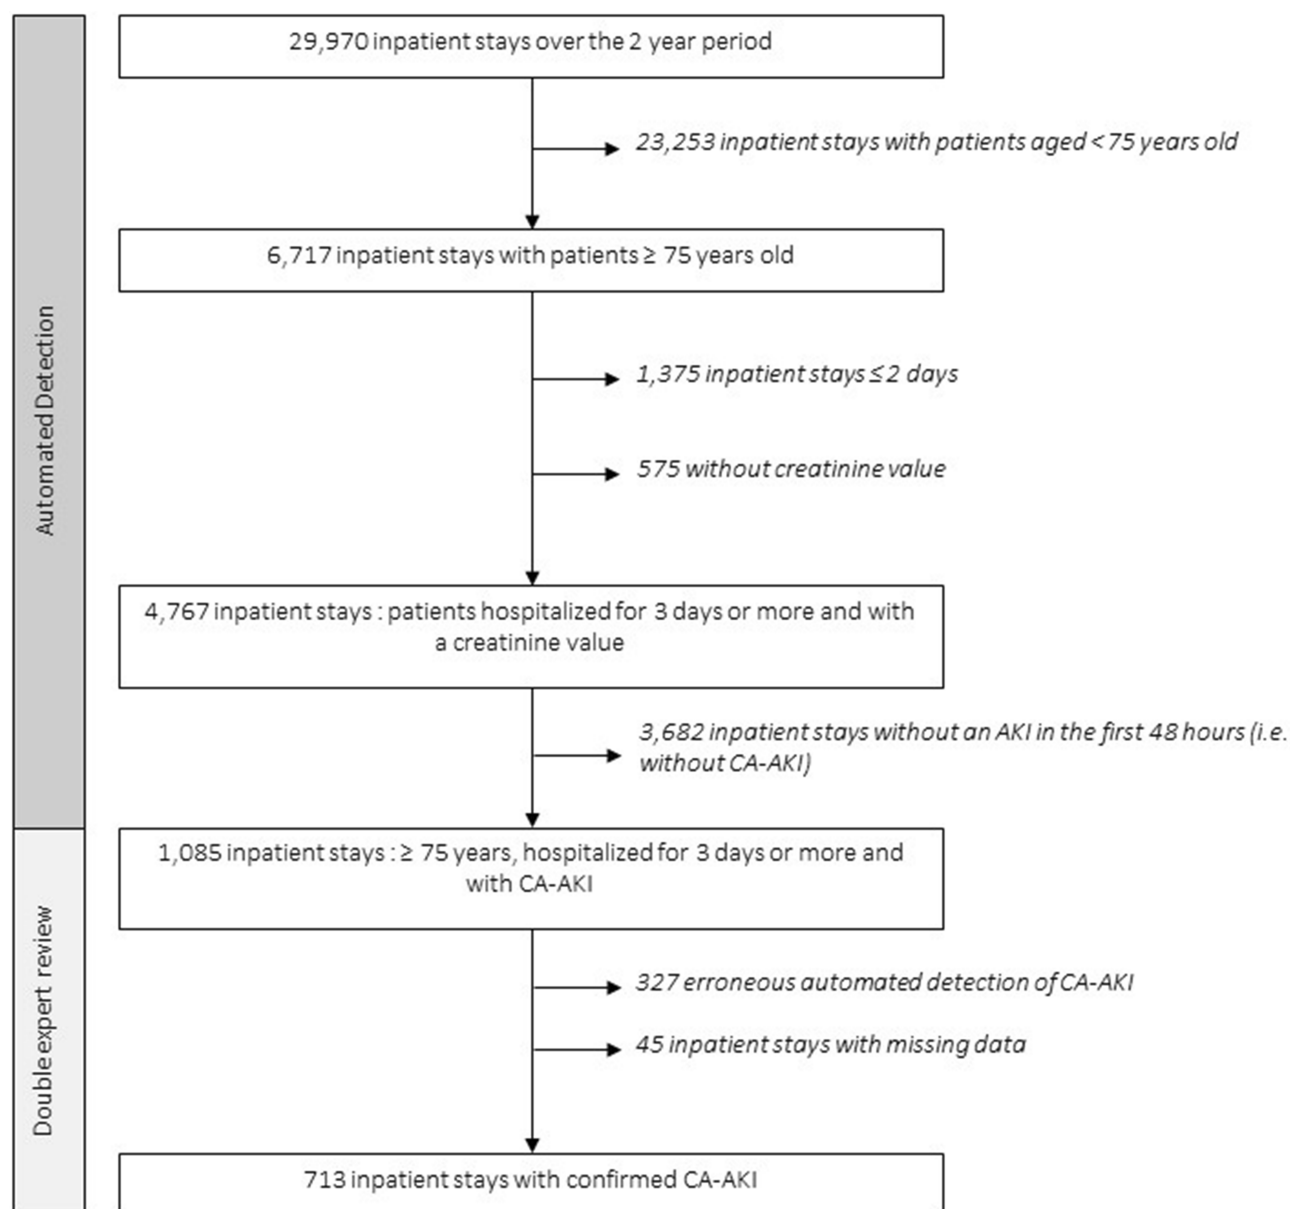 29,970 inpatient stays over the 2 year period
23,253 inpatient stays with patients aged < 75 years old
6,717 inpatient stays with patients ≥ 75 years old
1,375 inpatient stays ≤2 days
575 without creatinine value
Automated Detection
4,767 inpatient stays : patients hospitalized for 3 days or more and with
a creatinine value
3,682 inpatient stays without an AKI in the first 48 hours (i.e.
without CA-AKI)
1,085 inpatient stays : ≥ 75 years, hospitalized for 3 days or more and
with CA-AKI
327 erroneous automated detection of CA-AKI
45 inpatient stays with missing data
Double expert review
713 inpatient stays with confirmed CA-AKI